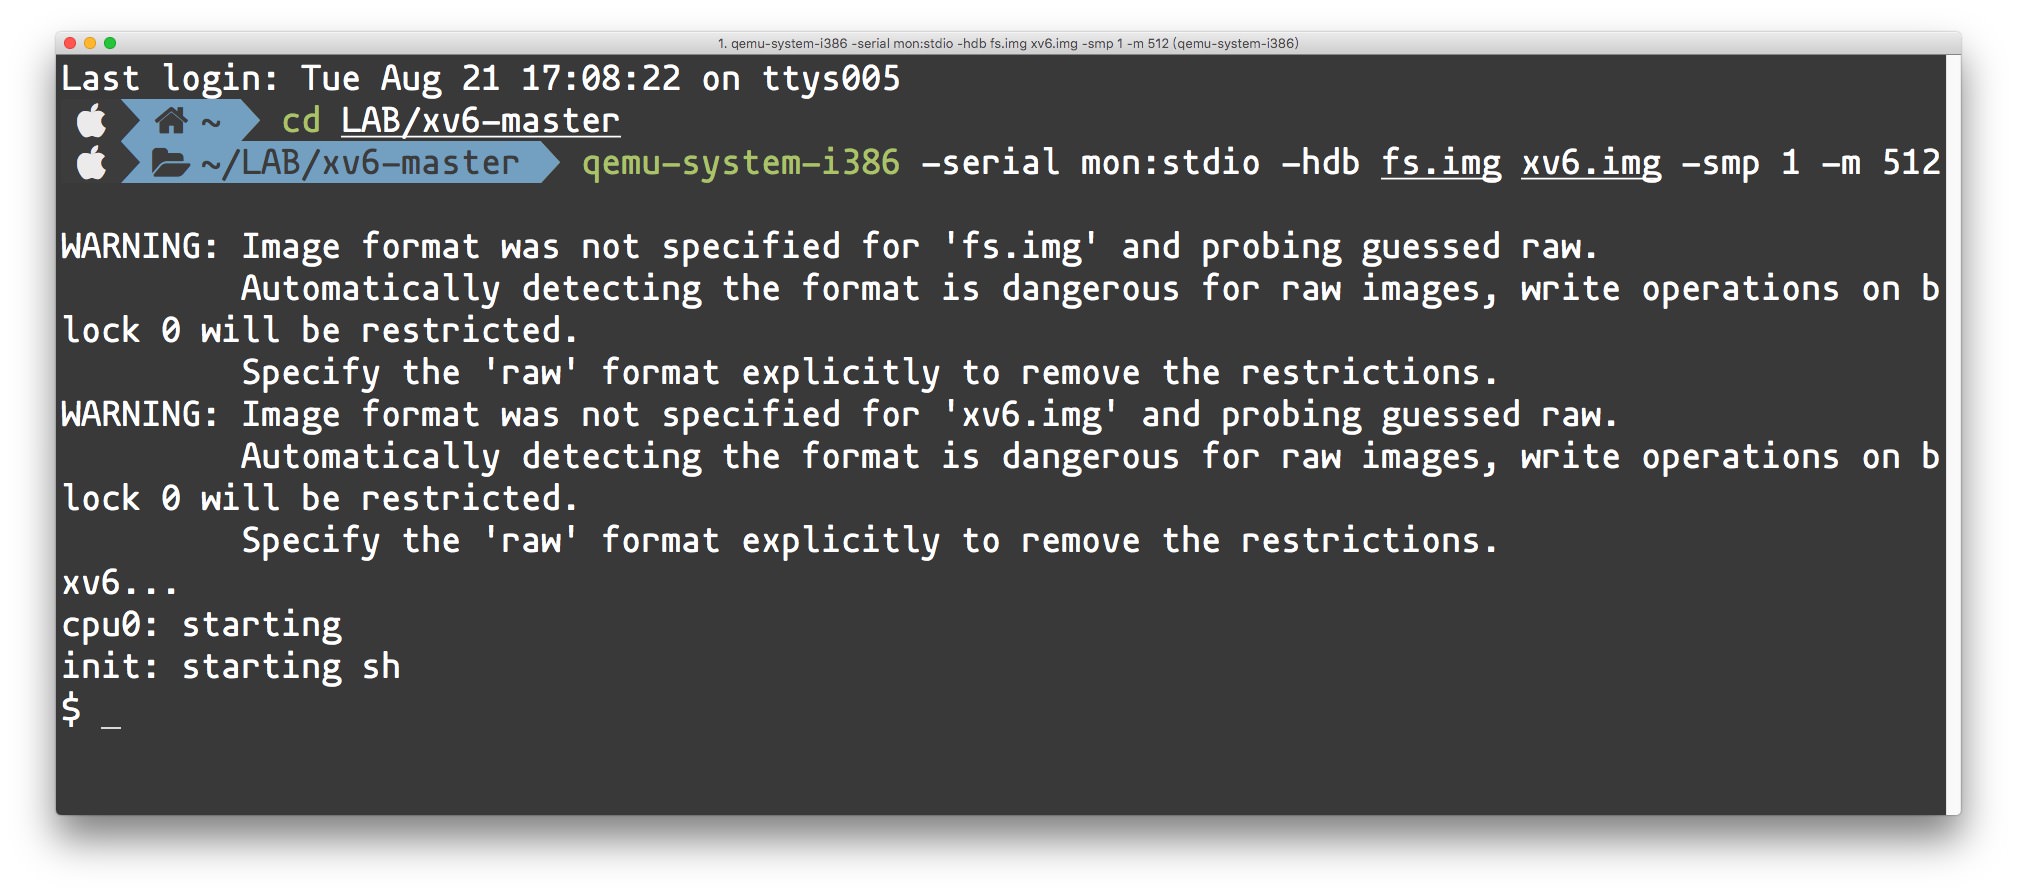 1. qemu-system-i386 -serial mon:stdio -hdb fs.img xv6.img -smp 1 -m 512 (qemu-system-i386)
Last login: Tue Aug 21 17:08:22 on ttys005
~ cd LAB/xv6-master
~/LAB/xv6-master qemu-system-i386 -serial mon:stdio -hdb fs.img xv6.img -smp 1 -m 512
WARNING: Image format was not specified for 'fs.img' and probing guessed raw.
Automatically detecting the format is dangerous for raw images, write operations on b
lock 0 will be restricted.
Specify the 'raw' format explicitly to remove the restrictions.
WARNING: Image format was not specified for 'xv6.img' and probing guessed raw.
Automatically detecting the format is dangerous for raw images, write operations on b
lock 0 will be restricted.
Specify the 'raw' format explicitly to remove the restrictions.
xv6...
cpu0: starting
init: starting sh
$ _